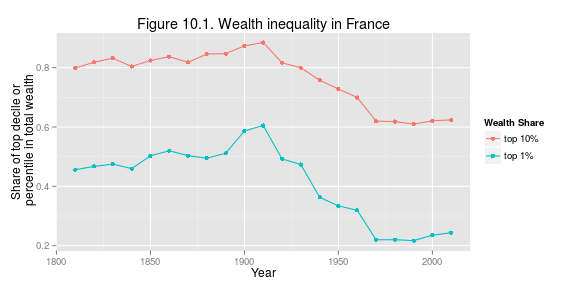 Figure 10.1. Wealth inequality in France
Share of top decile or
percentile in total wealth
0.8
0.6
0.4
0.2
1800
1850
1900
1950
2000
Year
Wealth Share
top 10%
top 1%